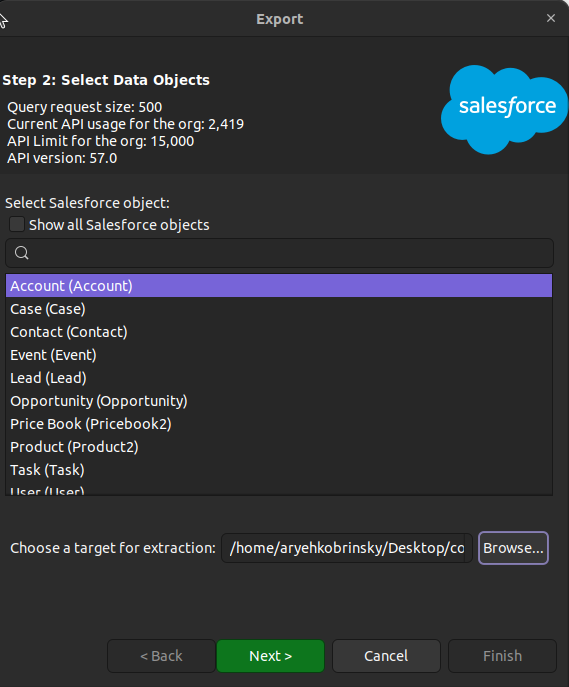 Export
Step 2: Select Data Objects
Query request size: 500
Current API usage for the org: 2,419
API Limit for the org: 15,000
API version: 57.0
salesforce
Select Salesforce object:
Show all Salesforce objects
Account (Account)
Case (Case)
Contact (Contact)
Event (Event)
Lead (Lead)
Opportunity (Opportunity)
Price Book (Pricebook2)
Product (Product2)
Task (Task)
User (User)
Choose a target for extraction: /home/aryehkobrinsky/Desktop/co Browse...
< Back Next > Cancel Finish